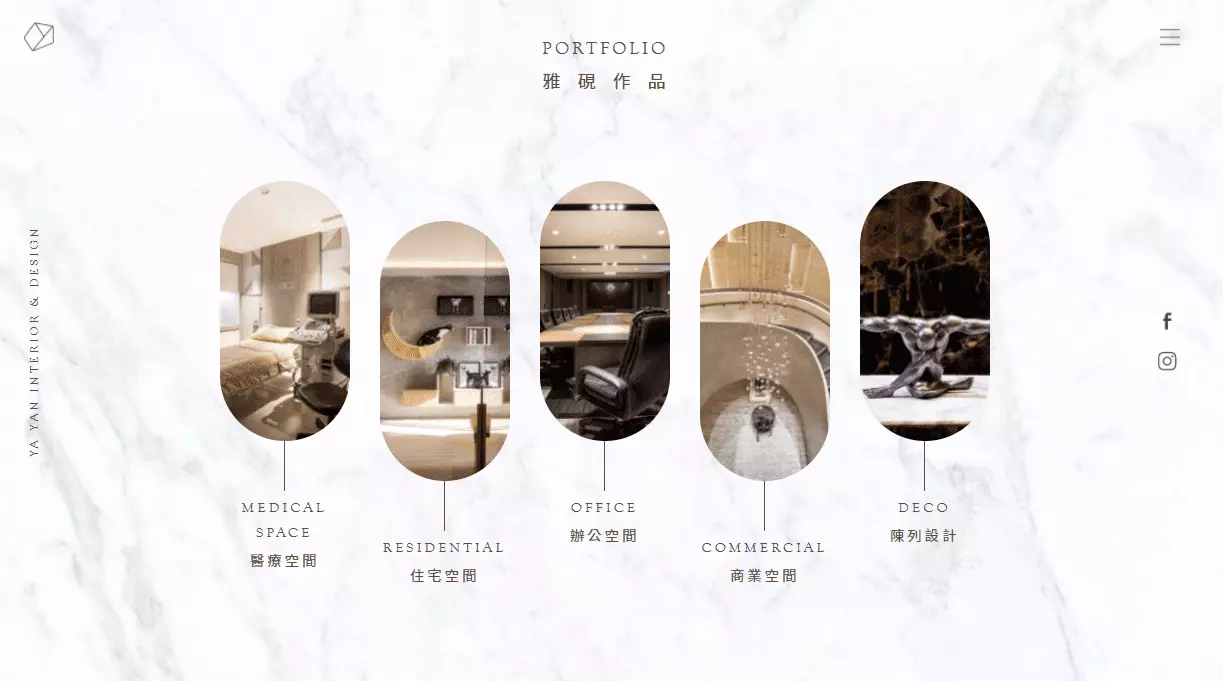 PORTFOLIO
雅硯作品
YA YAN INTERIOR & DESIGN
MEDICAL
SPACE
醫療空間
RESIDENTIAL
住宅空間
OFFICE
辦公空間
COMMERCIAL
商業空間
DECO
陳列設計